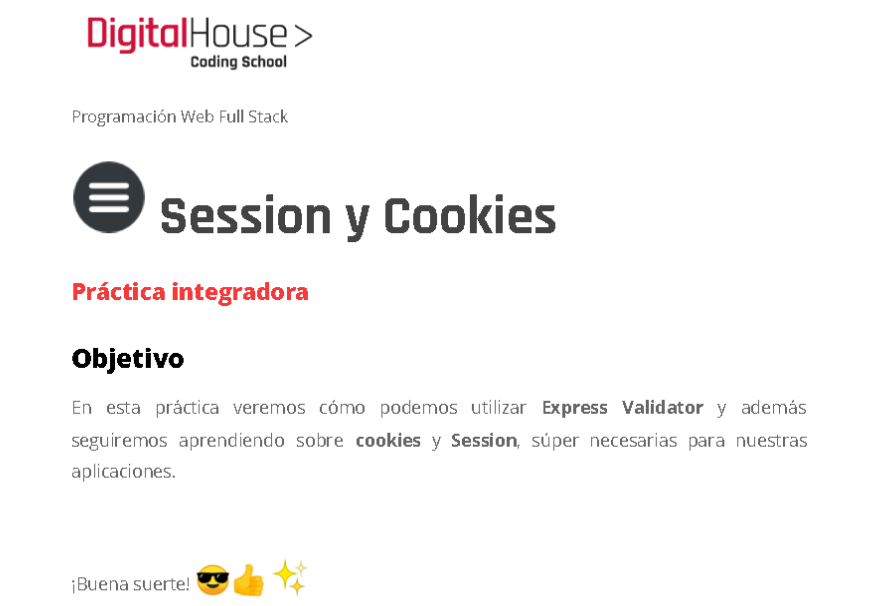 DigitalHouse>
Coding School
Programación Web Full Stack
Session y Cookies
Práctica integradora
Objetivo
En esta práctica veremos cómo podemos utilizar Express Validator y además
seguiremos aprendiendo sobre cookies y Session, súper necesarias para nuestras
aplicaciones.
¡Buena suerte! 😎👍✨